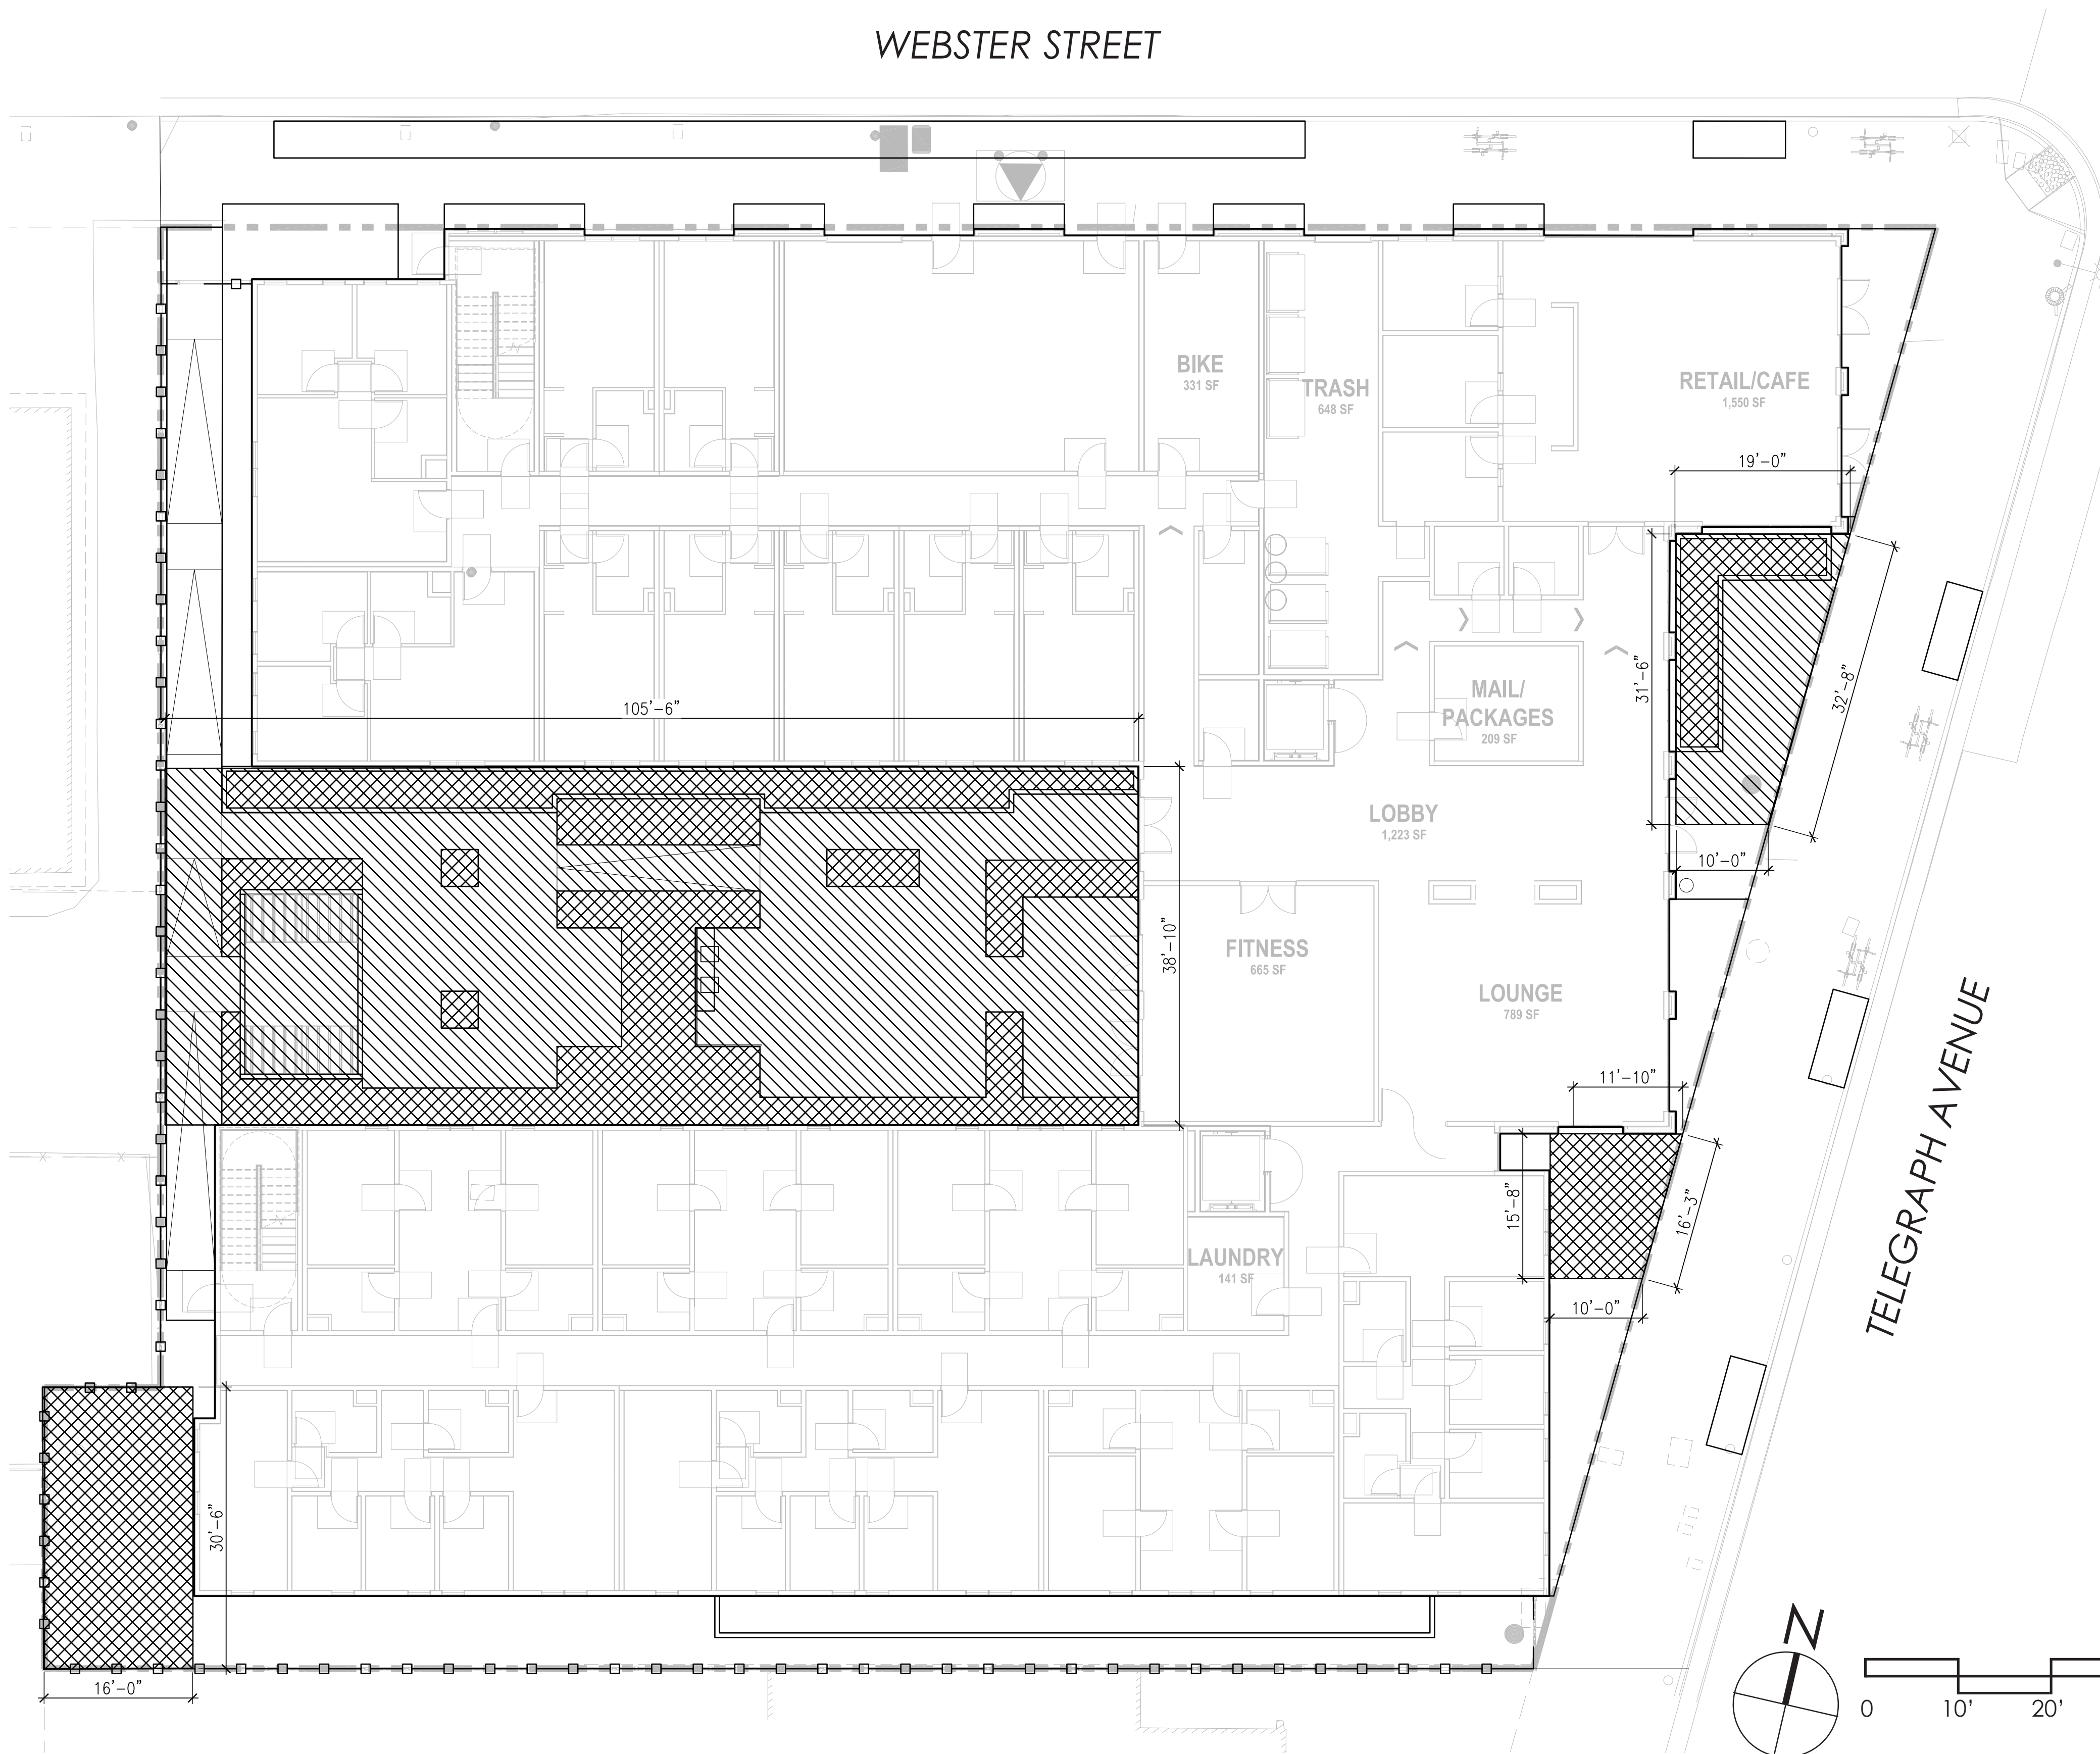 WEBSTER STREET
BIKE
331 SF
TRASH
648 SF
RETAIL/CAFE
1,550 SF
19’–0”
31’–6”
32’–8”
105’–6”
MAIL/
PACKAGES
209 SF
LOBBY
1,223 SF
10’–0”
38’–10”
FITNESS
665 SF
LOUNGE
789 SF
TELEGRAPH AVENUE
11’–10”
15’–8”
16’–3”
LAUNDRY
141 SF
10’–0”
30’–6”
16’–0”
N
0 10’ 20’